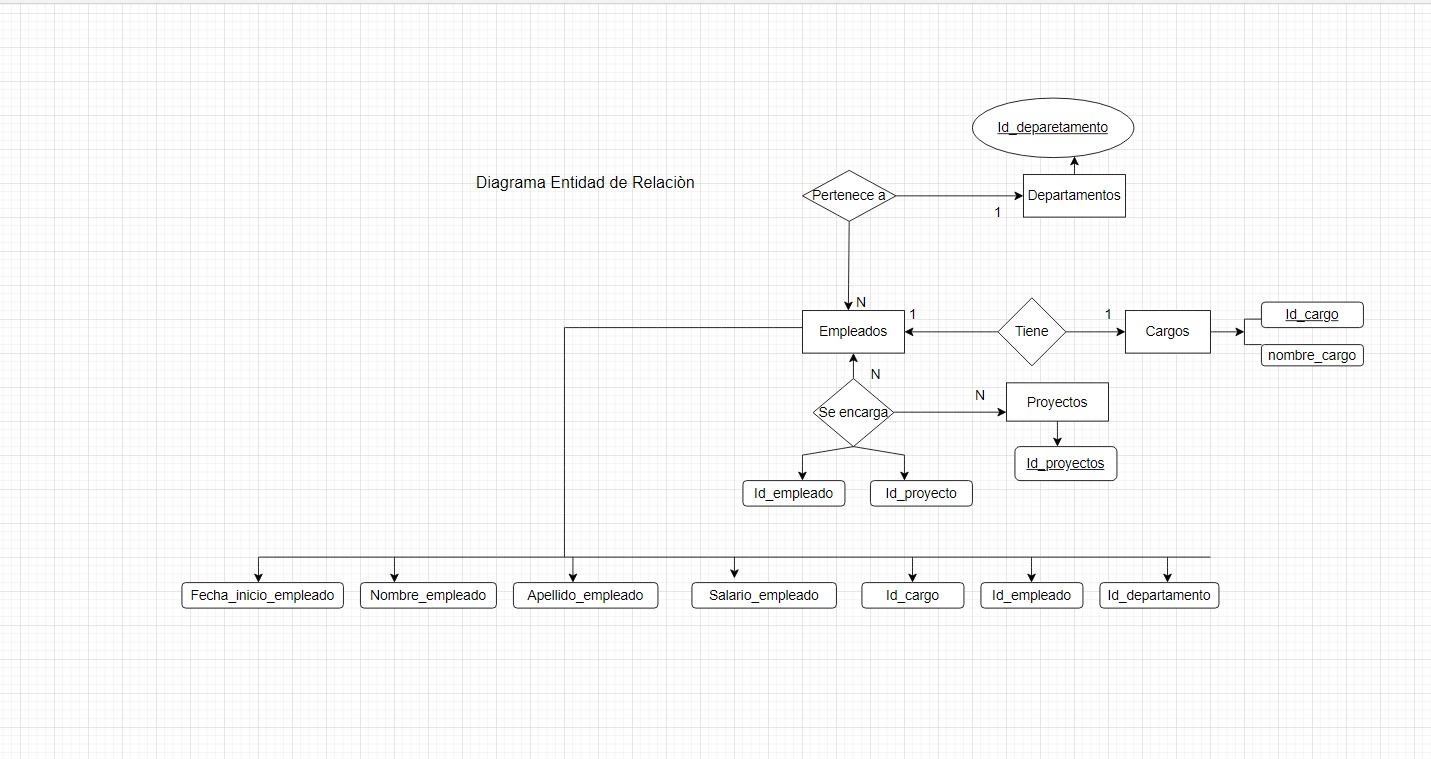 Id_deparetamento
Diagrama Entidad de Relaciòn
Pertenece a
Departamentos
1
N
Empleados
1
Tiene
1
Cargos
Id_cargo
nombre_cargo
N
Se encarga
N
Proyectos
Id_proyectos
Id_empleado
Id_proyecto
Fecha_inicio_empleado
Nombre_empleado
Apellido_empleado
Salario_empleado
Id_cargo
Id_empleado
Id_departamento